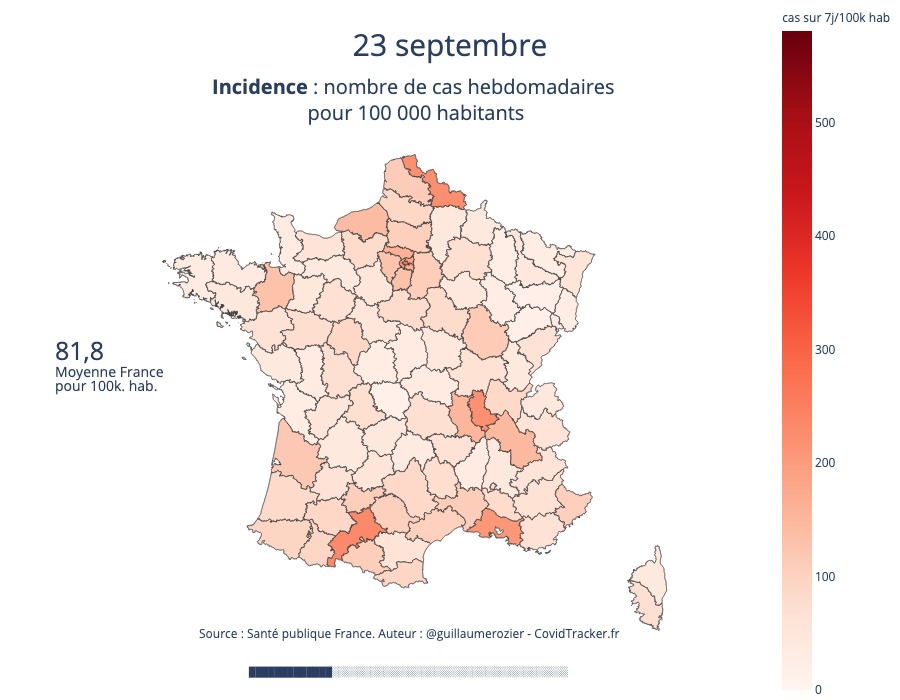 cas sur 7j/100k hab
23 septembre
Incidence : nombre de cas hebdomadaires
pour 100 000 habitants
500
400
300
200
100
0
81,8
Moyenne France
pour 100k. hab.
Source : Santé publique France. Auteur : @guillaumerozier - CovidTracker.fr